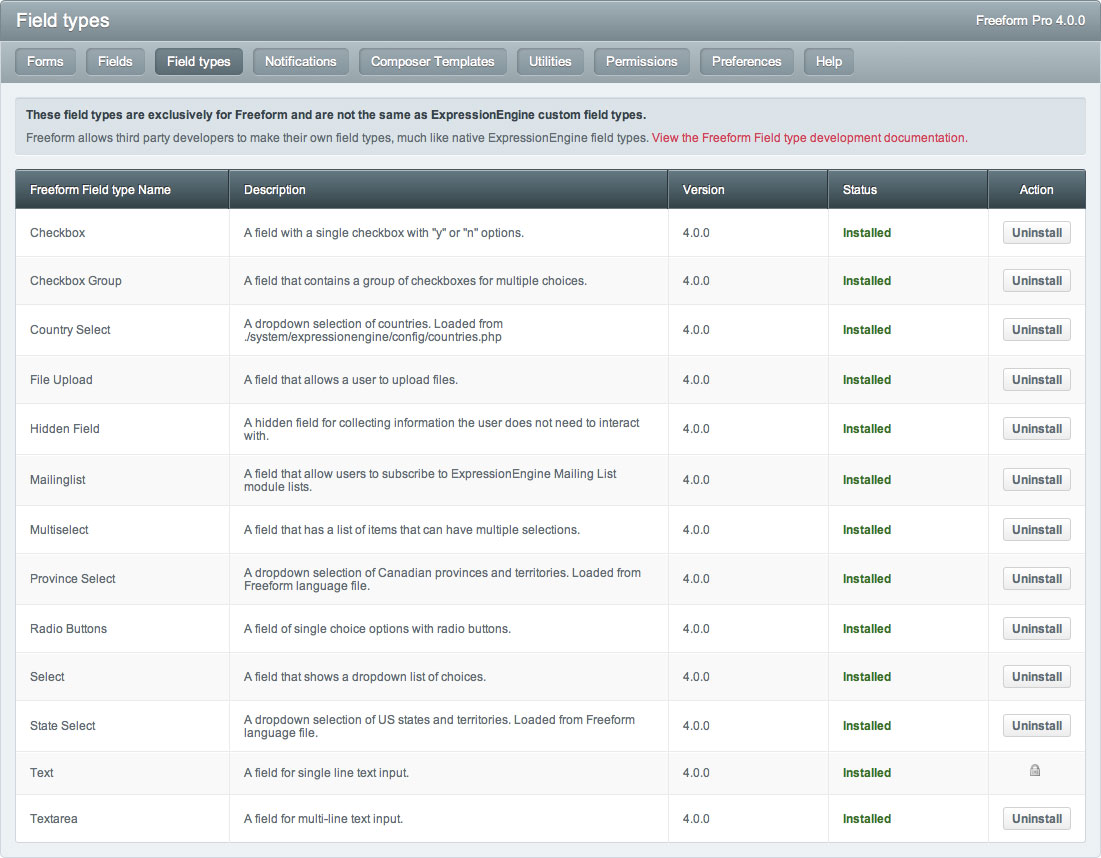 Field types
Freeform Pro 4.0.0
Forms
Fields
Field types
Notifications
Composer Templates
Utilities
Permissions
Preferences
Help
These field types are exclusively for Freeform and are not the same as ExpressionEngine custom field types.
Freeform allows third party developers to make their own field types, much like native ExpressionEngine field types. View the Freeform Field type development documentation.
Freeform Field type Name
Description
Version
Status
Action
Checkbox
A field with a single checkbox with "y" or "n" options.
4.0.0
Installed
Uninstall
Checkbox Group
A field that contains a group of checkboxes for multiple choices.
4.0.0
Installed
Uninstall
Country Select
A dropdown selection of countries. Loaded from
./system/expressionengine/config/countries.php
4.0.0
Installed
Uninstall
File Upload
A field that allows a user to upload files.
4.0.0
Installed
Uninstall
Hidden Field
A hidden field for collecting information the user does not need to interact
with.
4.0.0
Installed
Uninstall
Mailinglist
A field that allow users to subscribe to ExpressionEngine Mailing List
module lists.
4.0.0
Installed
Uninstall
Multiselect
A field that has a list of items that can have multiple selections.
4.0.0
Installed
Uninstall
Province Select
A dropdown selection of Canadian provinces and territories. Loaded from
Freeform language file.
4.0.0
Installed
Uninstall
Radio Buttons
A field of single choice options with radio buttons.
4.0.0
Installed
Uninstall
Select
A field that shows a dropdown list of choices.
4.0.0
Installed
Uninstall
State Select
A dropdown selection of US states and territories. Loaded from Freeform
language file.
4.0.0
Installed
Uninstall
Text
A field for single line text input.
4.0.0
Installed
Textarea
A field for multi-line text input.
4.0.0
Installed
Uninstall